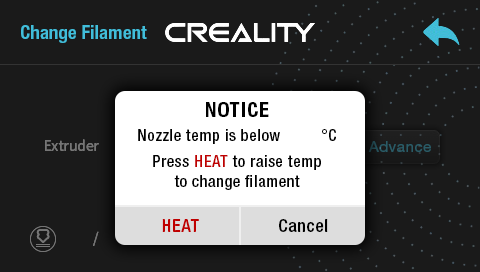 Change Filament CREALITY
NOTICE
Nozzle temp is below °C
Extruder
Advance
Press HEAT to raise temp
to change filament
HEAT Cancel
/